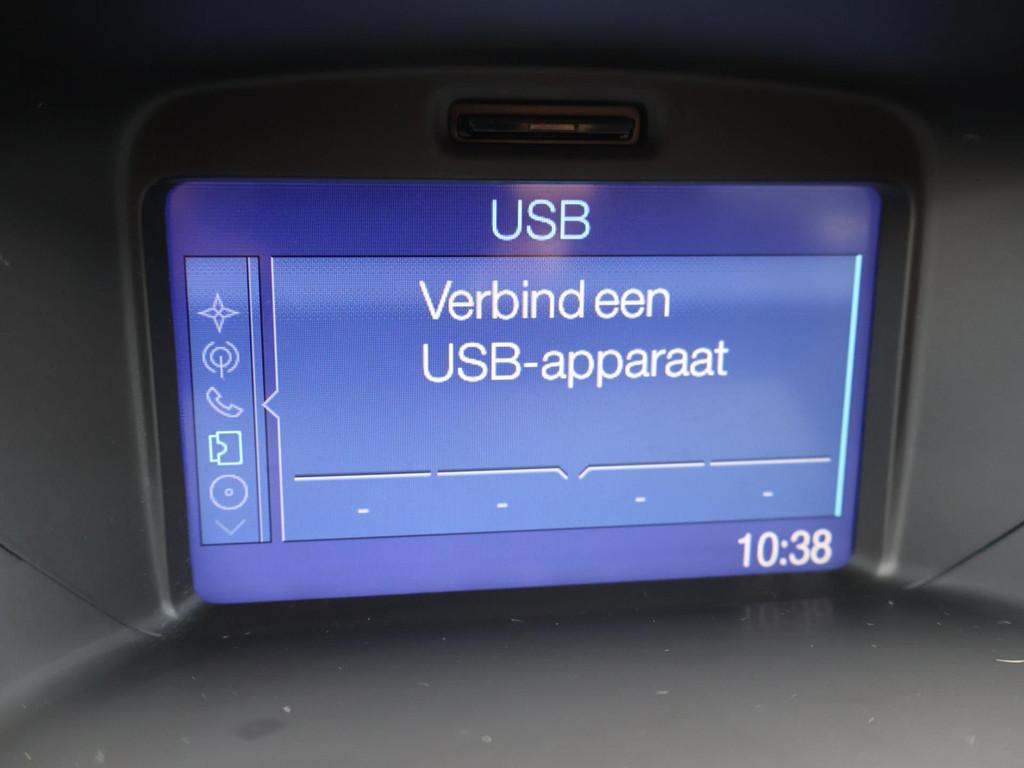 USB
Verbind een
USB-apparaat
- - - -
10:38